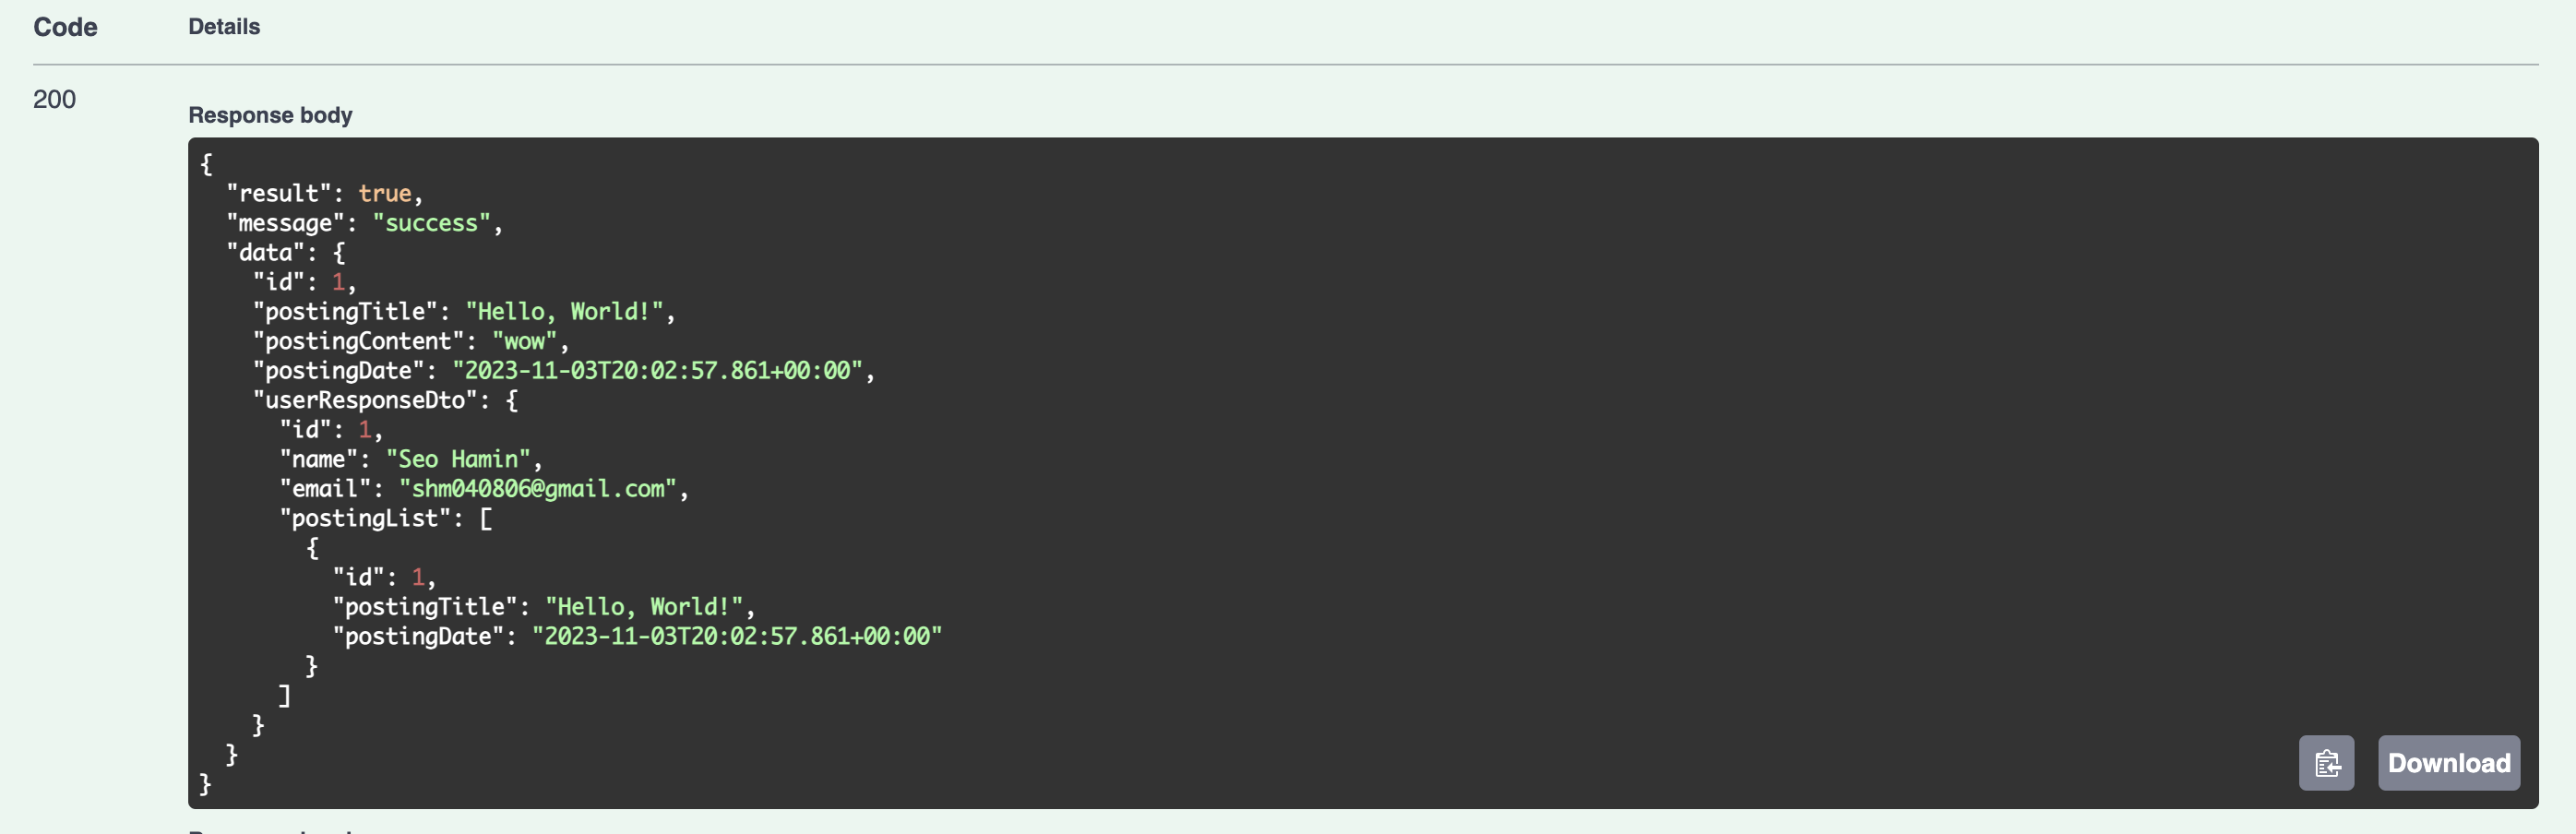 Code Details
200
Response body
{
  "result": true,
  "message": "success",
  "data": {
    "id": 1,
    "postingTitle": "Hello, World!",
    "postingContent": "wow",
    "postingDate": "2023-11-03T20:02:57.861+00:00",
    "userResponseDto": {
      "id": 1,
      "name": "Seo Hamin",
      "email": "shm040806@gmail.com",
      "postingList": [
        {
          "id": 1,
          "postingTitle": "Hello, World!",
          "postingDate": "2023-11-03T20:02:57.861+00:00"
        }
      ]
    }
  }
}
Download